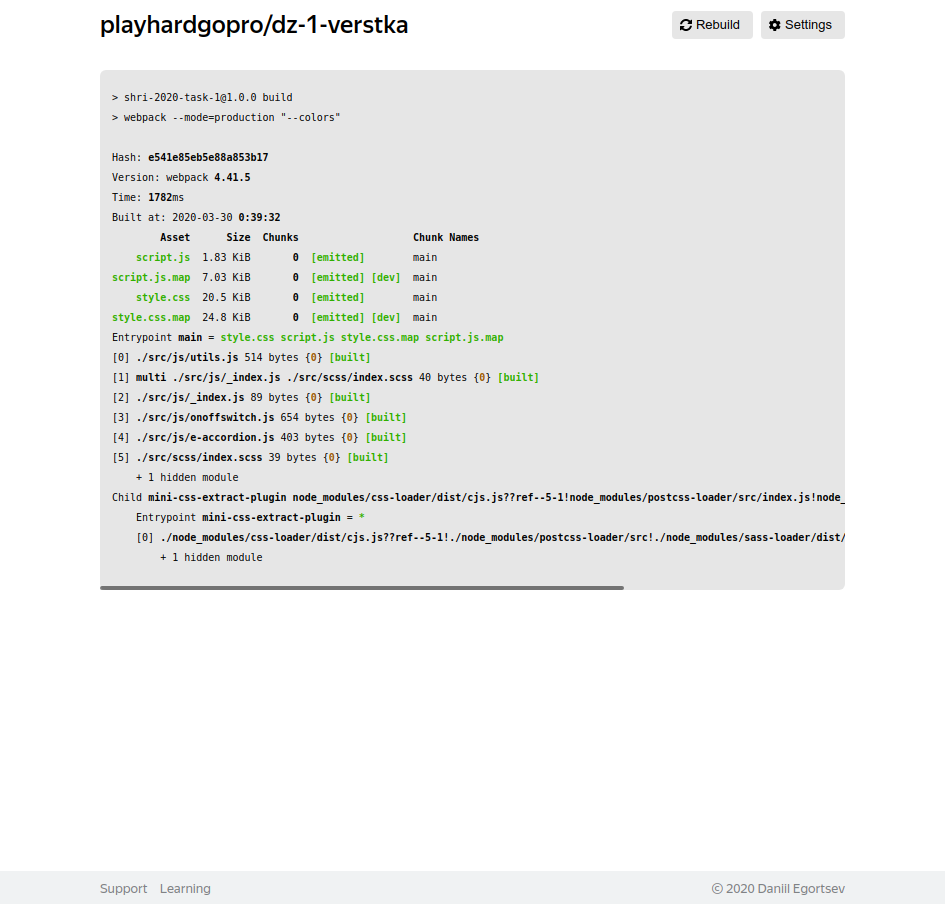 playhardgopro/dz-1-verstka
Rebuild Settings
> shri-2020-task-1@1.0.0 build
> webpack --mode=production "--colors"
Hash: e541e85eb5e88a853b17
Version: webpack 4.41.5
Time: 1782ms
Built at: 2020-03-30 0:39:32
Asset Size Chunks Chunk Names
script.js 1.83 KiB 0 [emitted] main
script.js.map 7.03 KiB 0 [emitted] [dev] main
style.css 20.5 KiB 0 [emitted] main
style.css.map 24.8 KiB 0 [emitted] [dev] main
Entrypoint main = style.css script.js style.css.map script.js.map
[0] ./src/js/utils.js 514 bytes {0} [built]
[1] multi ./src/js/_index.js ./src/scss/index.scss 40 bytes {0} [built]
[2] ./src/js/_index.js 89 bytes {0} [built]
[3] ./src/js/onoffswitch.js 654 bytes {0} [built]
[4] ./src/js/e-accordion.js 403 bytes {0} [built]
[5] ./src/scss/index.scss 39 bytes {0} [built]
+ 1 hidden module
Child mini-css-extract-plugin node_modules/css-loader/dist/cjs.js??ref--5-1!node_modules/postcss-loader/src/index.js!node_
Entrypoint mini-css-extract-plugin = *
[0] ./node_modules/css-loader/dist/cjs.js??ref--5-1!./node_modules/postcss-loader/src!./node_modules/sass-loader/dist/
+ 1 hidden module
Support Learning © 2020 Daniil Egortsev